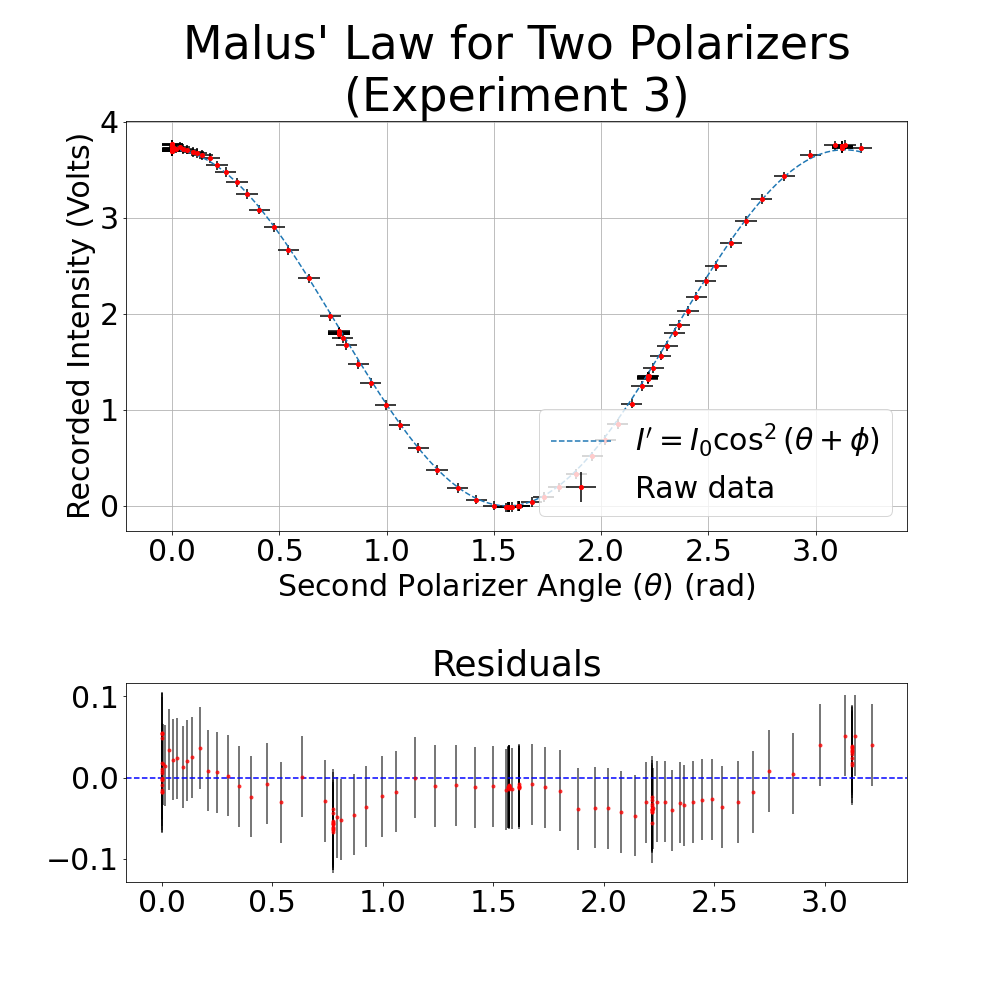 Malus' Law for Two Polarizers
(Experiment 3)
4
3
2
1
0
Recorded Intensity (Volts)
I′ = I₀cos² (θ + ϕ)
Raw data
0.0 0.5 1.0 1.5 2.0 2.5 3.0
Second Polarizer Angle (θ) (rad)
Residuals
0.1
0.0
−0.1
0.0 0.5 1.0 1.5 2.0 2.5 3.0